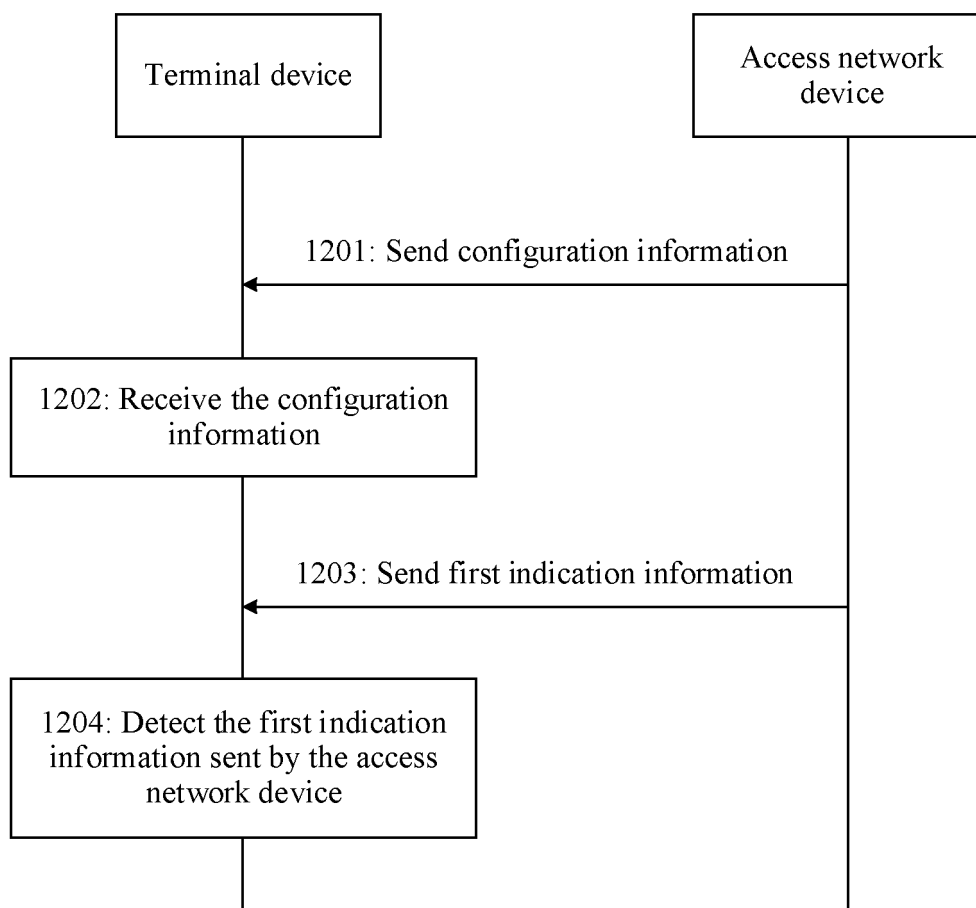 Terminal device
Access network
device
1201: Send configuration information
1202: Receive the configuration
information
1203: Send first indication information
1204: Detect the first indication
information sent by the access
network device